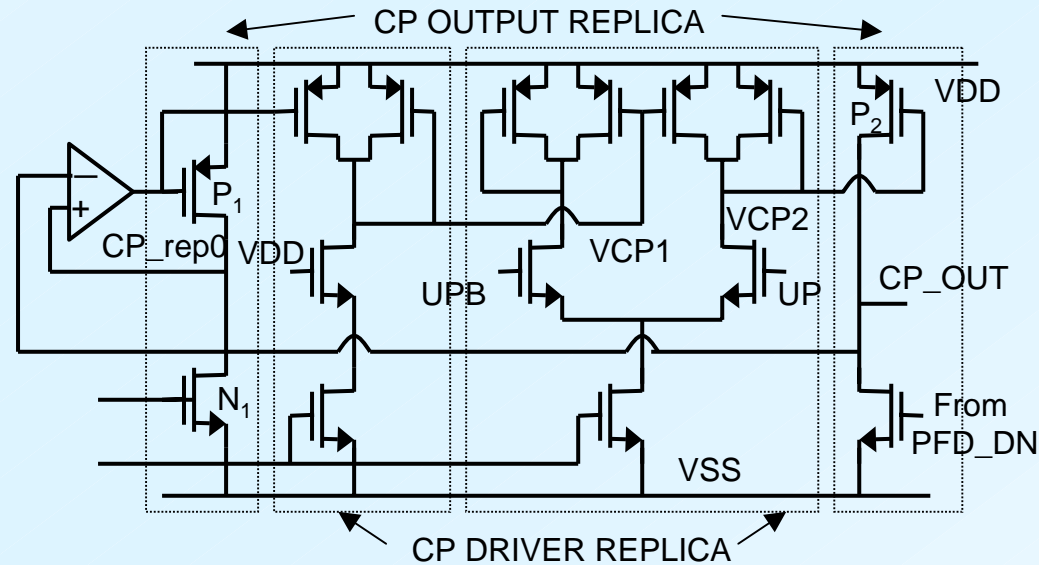 CP OUTPUT REPLICA
VDD
P2
−
+
P1
CP_rep0
VDD
VCP1
VCP2
UPB
UP
CP_OUT
N1
From
PFD_DN
VSS
CP DRIVER REPLICA